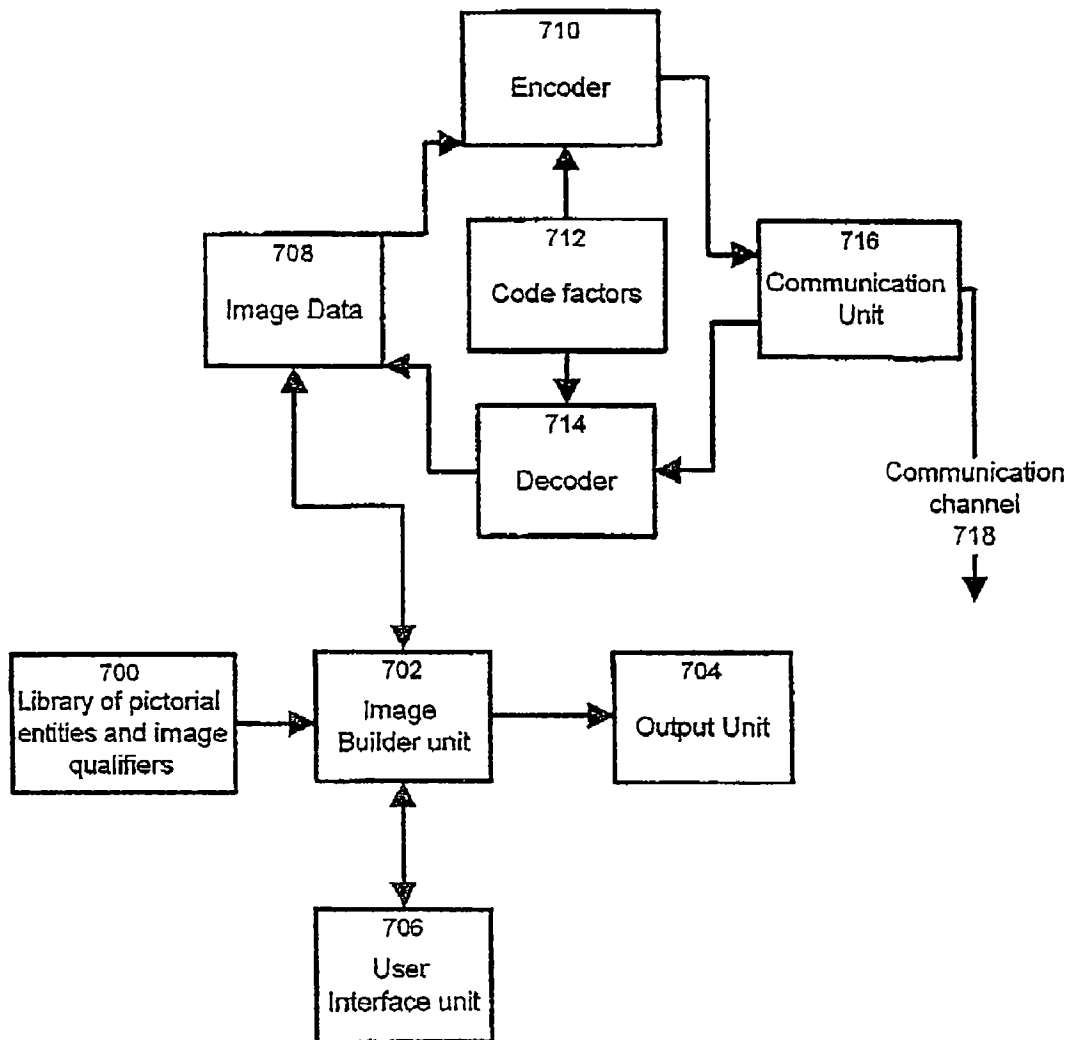 710
Encoder
712
Code factors
708
Image Data
716
Communication
Unit
714
Decoder
Communication
channel
718
700
Library of pictorial
entities and image
qualifiers
702
Image
Builder unit
704
Output Unit
706
User
Interface unit